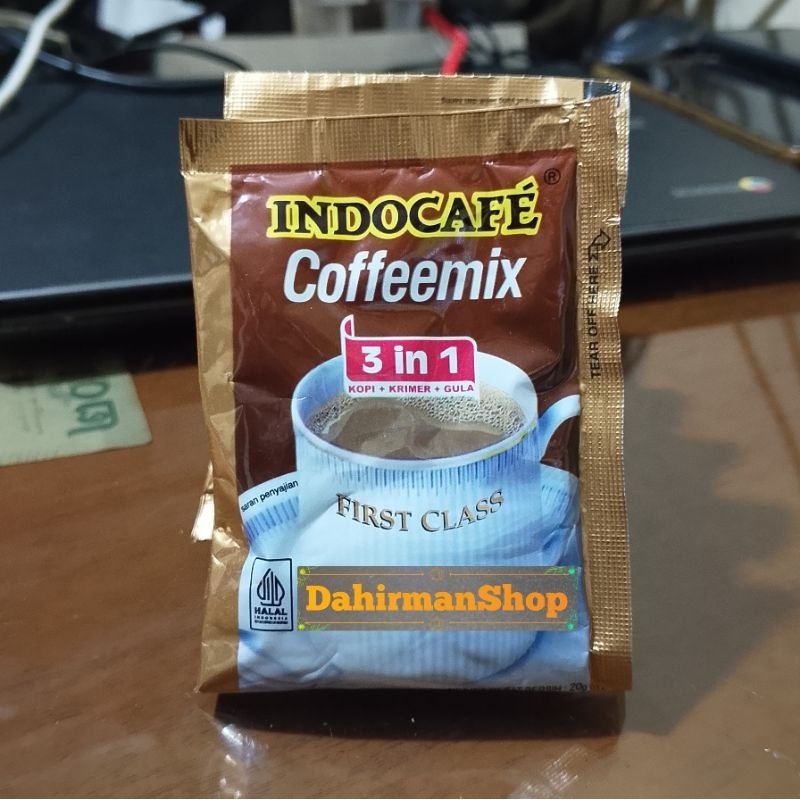 INDOCAFÉ®
Coffeemix
3 in 1
KOPI + KRIMER + GULA
TEAR OFF HERE
saran penyajian
FIRST CLASS
HALAL
INDONESIA
DahirmanShop
20g